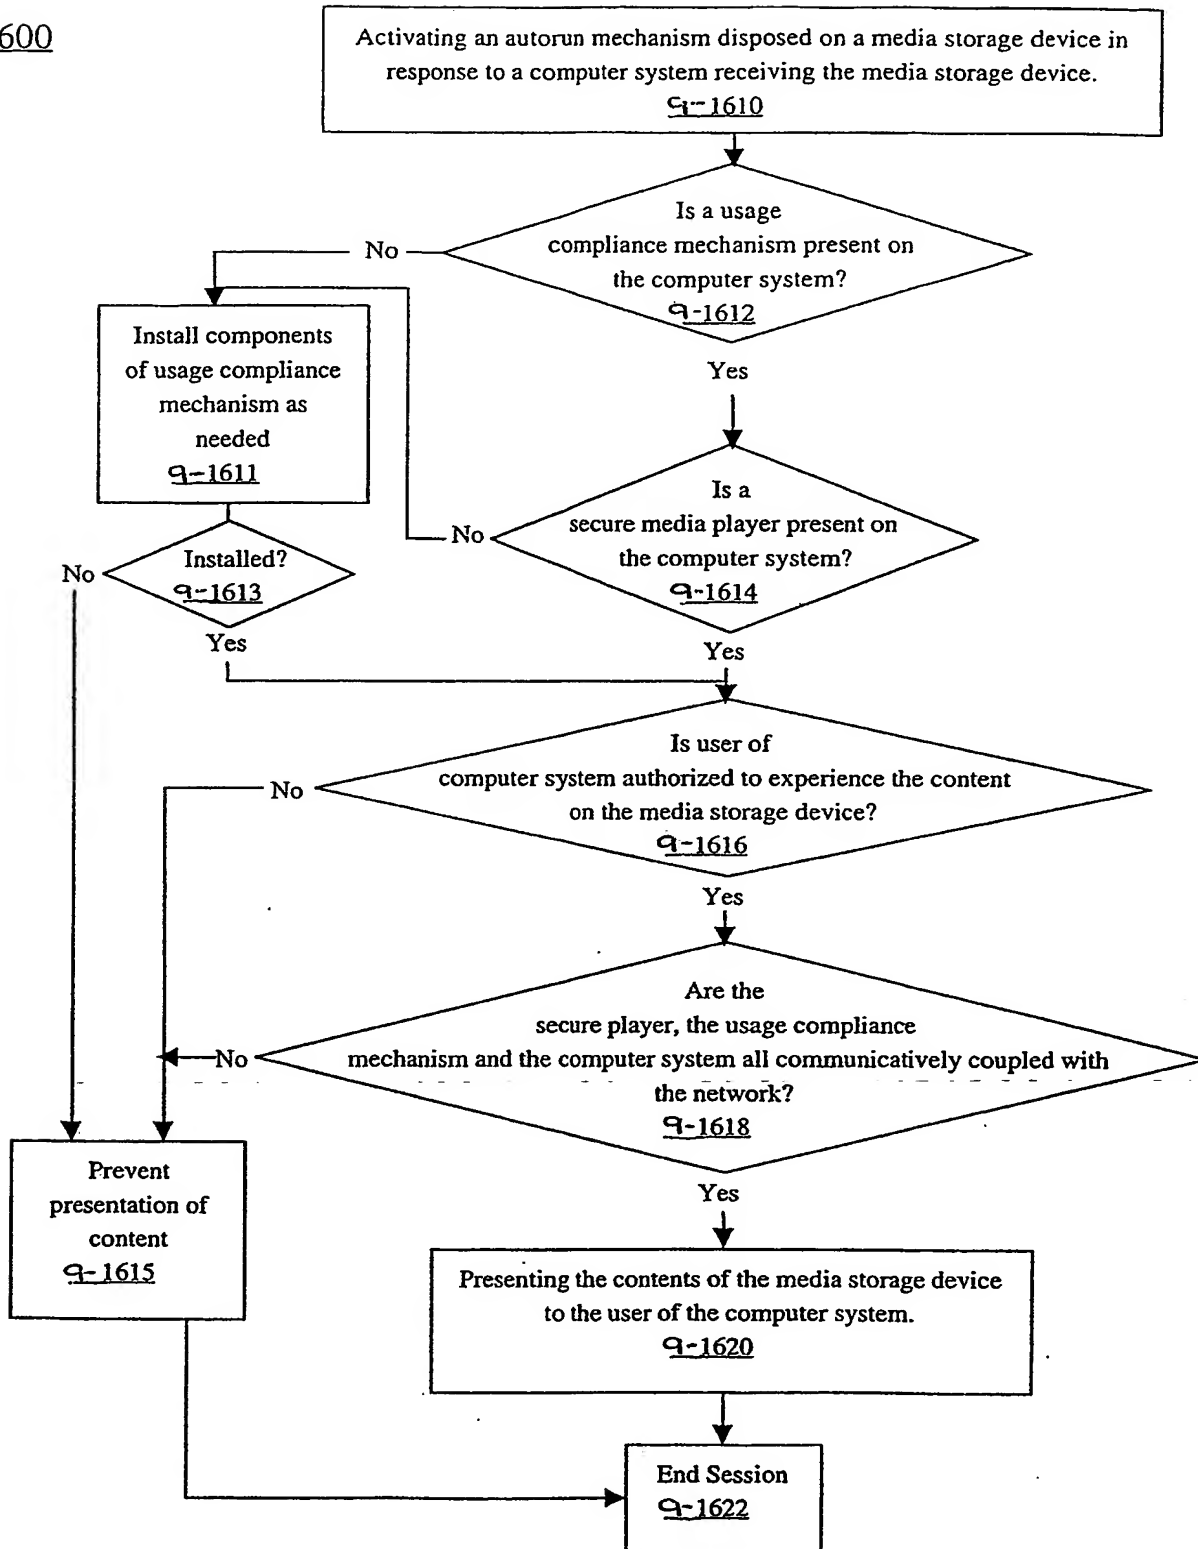 600
Activating an autorun mechanism disposed on a media storage device in
response to a computer system receiving the media storage device.
9-1610
Is a usage
compliance mechanism present on
the computer system?
9-1612
No
Yes
Install components
of usage compliance
mechanism as
needed
9-1611
Is a
secure media player present on
the computer system?
9-1614
No
Installed?
9-1613
No
Yes
Yes
Is user of
computer system authorized to experience the content
on the media storage device?
9-1616
No
Yes
Are the
secure player, the usage compliance
mechanism and the computer system all communicatively coupled with
the network?
9-1618
No
Yes
Prevent
presentation of
content
9-1615
Presenting the contents of the media storage device
to the user of the computer system.
9-1620
End Session
9-1622